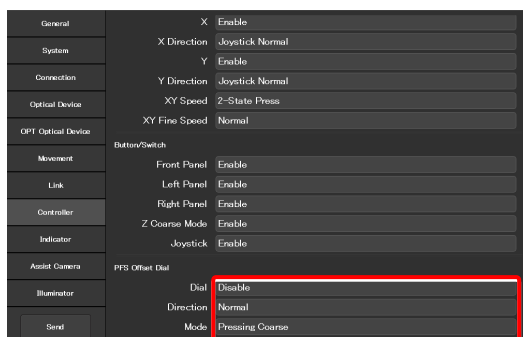 General
System
Connection
Optical Device
OPT Optical Device
Movement
Link
Controller
Indicator
Assist Camera
Illuminator
Send
X Enable
X Direction Joystick Normal
Y Enable
Y Direction Joystick Normal
XY Speed 2-State Press
XY Fine Speed Normal
Button/Switch
Front Panel Enable
Left Panel Enable
Right Panel Enable
Z Coarse Mode Enable
Joystick Enable
PFS Offset Dial
Dial Disable
Direction Normal
Mode Pressing Coarse